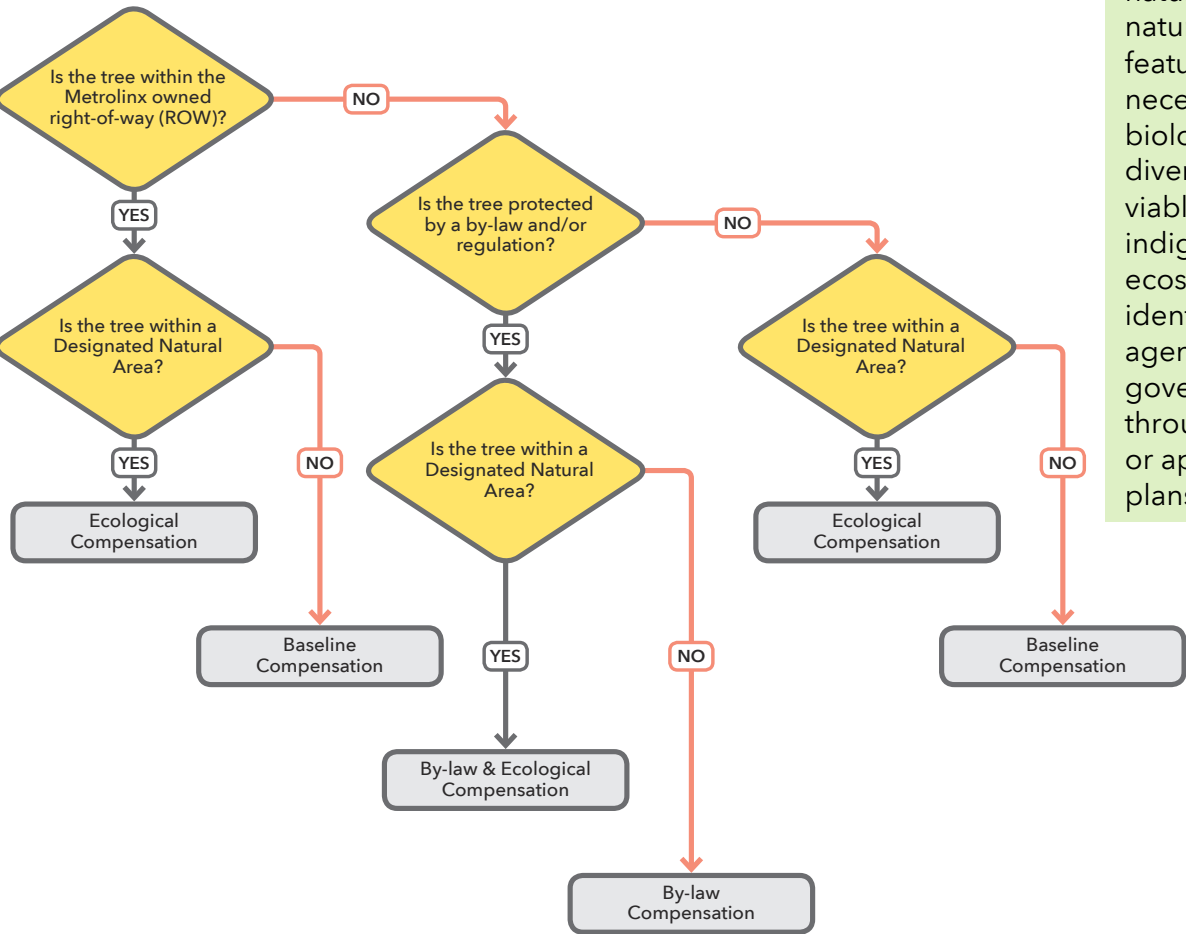 Is the tree within the
Metrolinx owned
right-of-way (ROW)?
NO
YES
Is the tree protected
by a by-law and/or
regulation?
NO
YES
Is the tree within a
Designated Natural
Area?
NO
YES
Is the tree within a
Designated Natural
Area?
NO
YES
Is the tree within a
Designated Natural
Area?
NO
YES
Ecological
Compensation
Baseline
Compensation
By-law & Ecological
Compensation
By-law
Compensation
Ecological
Compensation
Baseline
Compensation
natu
featu
nece
biolo
diver
viabl
indig
ecos
ident
agen
gove
throu
or ap
plans